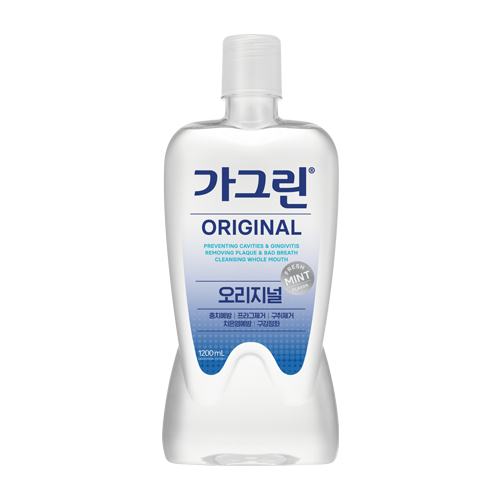 가그린®
ORIGINAL
PREVENTING CAVITIES & GINGIVITIS
REMOVING PLAQUE & BAD BREATH
CLEANSING WHOLE MOUTH
FRESH
MINT
FLAVOR
오리지널
충치예방 | 프라그제거 | 구취제거
치은염예방 | 구강정화
1200mL